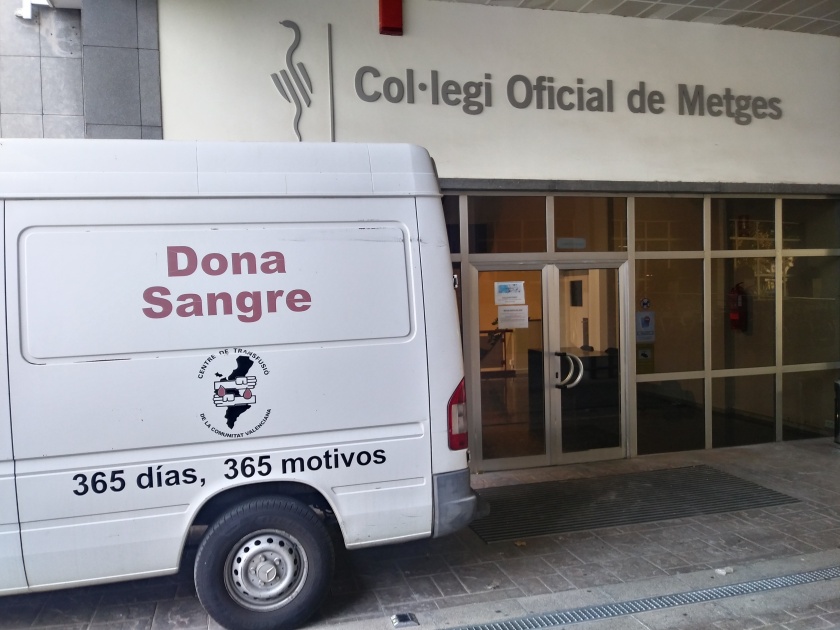 Col·legi Oficial de Metges
Dona
Sangre
CENTRE DE TRANSFUSIÓ
DE LA COMUNITAT VALENCIANA
365 días, 365 motivos